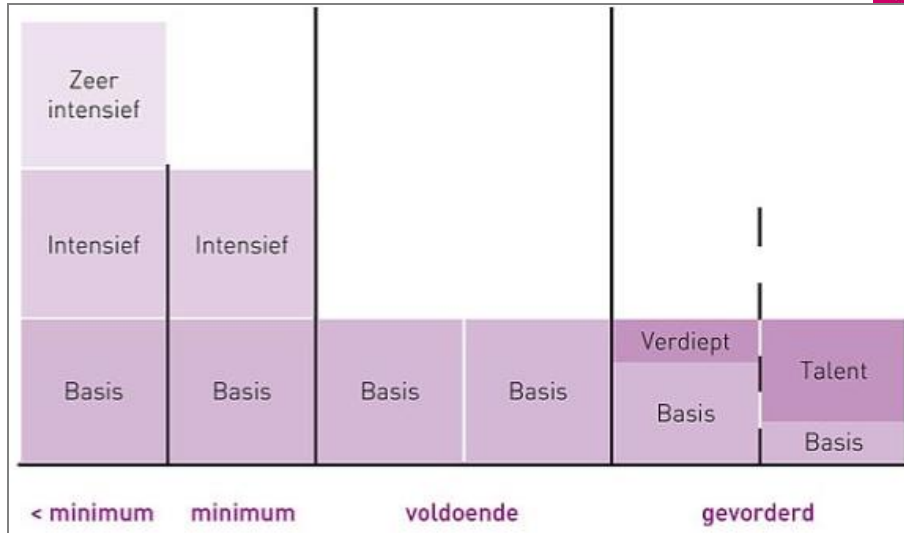 Zeer
intensief
Intensief
Intensief
Verdiept
Talent
Basis
Basis
Basis
Basis
Basis
Basis
< minimum
minimum
voldoende
gevorderd